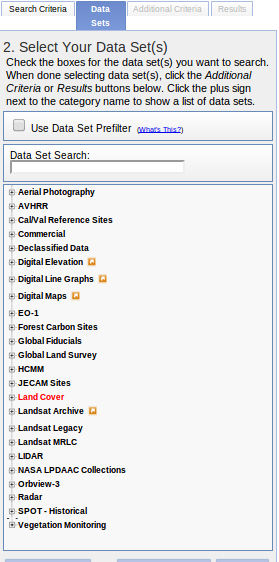 Search Criteria
Data Sets
Additional Criteria
Results
2. Select Your Data Set(s)
Check the boxes for the data set(s) you want to search.
When done selecting data set(s), click the Additional
Criteria or Results buttons below. Click the plus sign
next to the category name to show a list of data sets.
Use Data Set Prefilter (What's This?)
Data Set Search:
Aerial Photography
AVHRR
Cal/Val Reference Sites
Commercial
Declassified Data
Digital Elevation
Digital Line Graphs
Digital Maps
EO-1
Forest Carbon Sites
Global Fiducials
Global Land Survey
HCMM
JECAM Sites
Land Cover
Landsat Archive
Landsat Legacy
Landsat MRLC
LIDAR
NASA LPDAAC Collections
Orbview-3
Radar
SPOT - Historical
Vegetation Monitoring